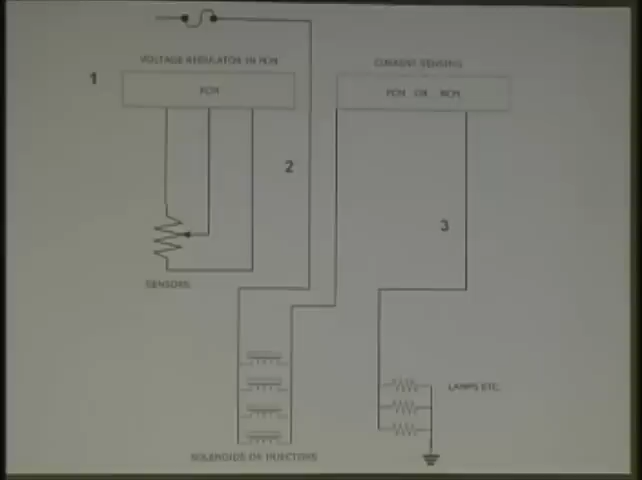 VOLTAGE REGULATOR IN PCM
CURRENT SENSING
1
PCM
PCM OR BCM
2
3
SENSORS
LAMPS ETC.
SOLENOIDS OR INJECTORS